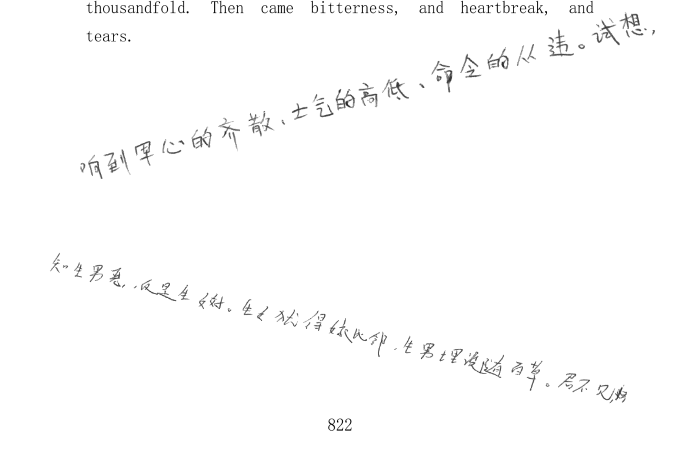 thousandfold. Then came bitterness, and heartbreak, and
tears.
响到军心的齐散、士气的高低、命令的从违。试想,
知生男恶,反是生女好。生女犹得嫁比邻,生男埋没随百草。君不见
822